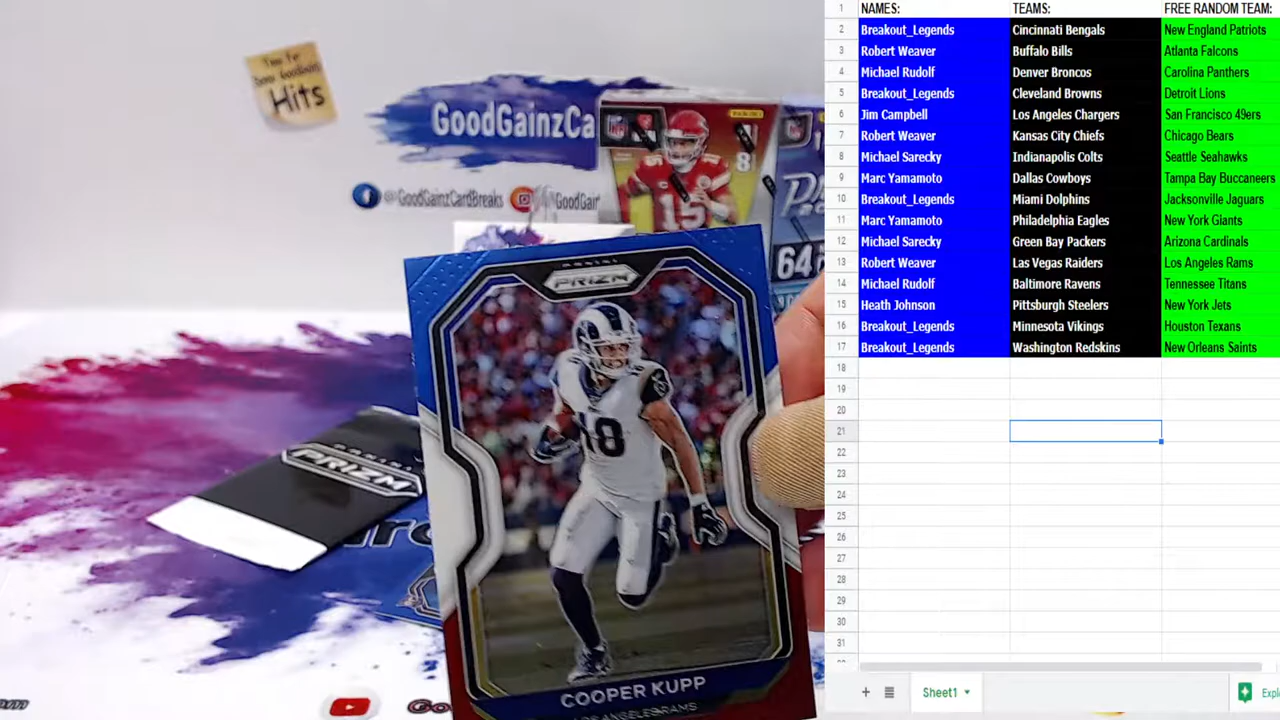 Hits
GoodGainzCa
@GoodGainzCardBreaks
GoodGain
NFL
15
8
64
PANINI
PRIZM
18
COOPER KUPP
LOS ANGELES RAMS
PRIZM
Go
1 NAMES: TEAMS: FREE RANDOM TEAM:
2 Breakout_Legends Cincinnati Bengals New England Patriots
3 Robert Weaver Buffalo Bills Atlanta Falcons
4 Michael Rudolf Denver Broncos Carolina Panthers
5 Breakout_Legends Cleveland Browns Detroit Lions
6 Jim Campbell Los Angeles Chargers San Francisco 49ers
7 Robert Weaver Kansas City Chiefs Chicago Bears
8 Michael Sarecky Indianapolis Colts Seattle Seahawks
9 Marc Yamamoto Dallas Cowboys Tampa Bay Buccaneers
10 Breakout_Legends Miami Dolphins Jacksonville Jaguars
11 Marc Yamamoto Philadelphia Eagles New York Giants
12 Michael Sarecky Green Bay Packers Arizona Cardinals
13 Robert Weaver Las Vegas Raiders Los Angeles Rams
14 Michael Rudolf Baltimore Ravens Tennessee Titans
15 Heath Johnson Pittsburgh Steelers New York Jets
16 Breakout_Legends Minnesota Vikings Houston Texans
17 Breakout_Legends Washington Redskins New Orleans Saints
18
19
20
21
22
23
24
25
26
27
28
29
30
31
Sheet1
Expl